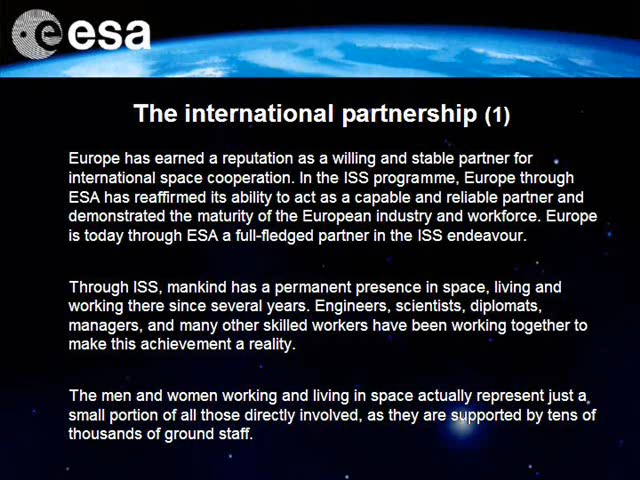 esa
The international partnership (1)
Europe has earned a reputation as a willing and stable partner for
international space cooperation. In the ISS programme, Europe through
ESA has reaffirmed its ability to act as a capable and reliable partner and
demonstrated the maturity of the European industry and workforce. Europe
is today through ESA a full-fledged partner in the ISS endeavour.
Through ISS, mankind has a permanent presence in space, living and
working there since several years. Engineers, scientists, diplomats,
managers, and many other skilled workers have been working together to
make this achievement a reality.
The men and women working and living in space actually represent just a
small portion of all those directly involved, as they are supported by tens of
thousands of ground staff.